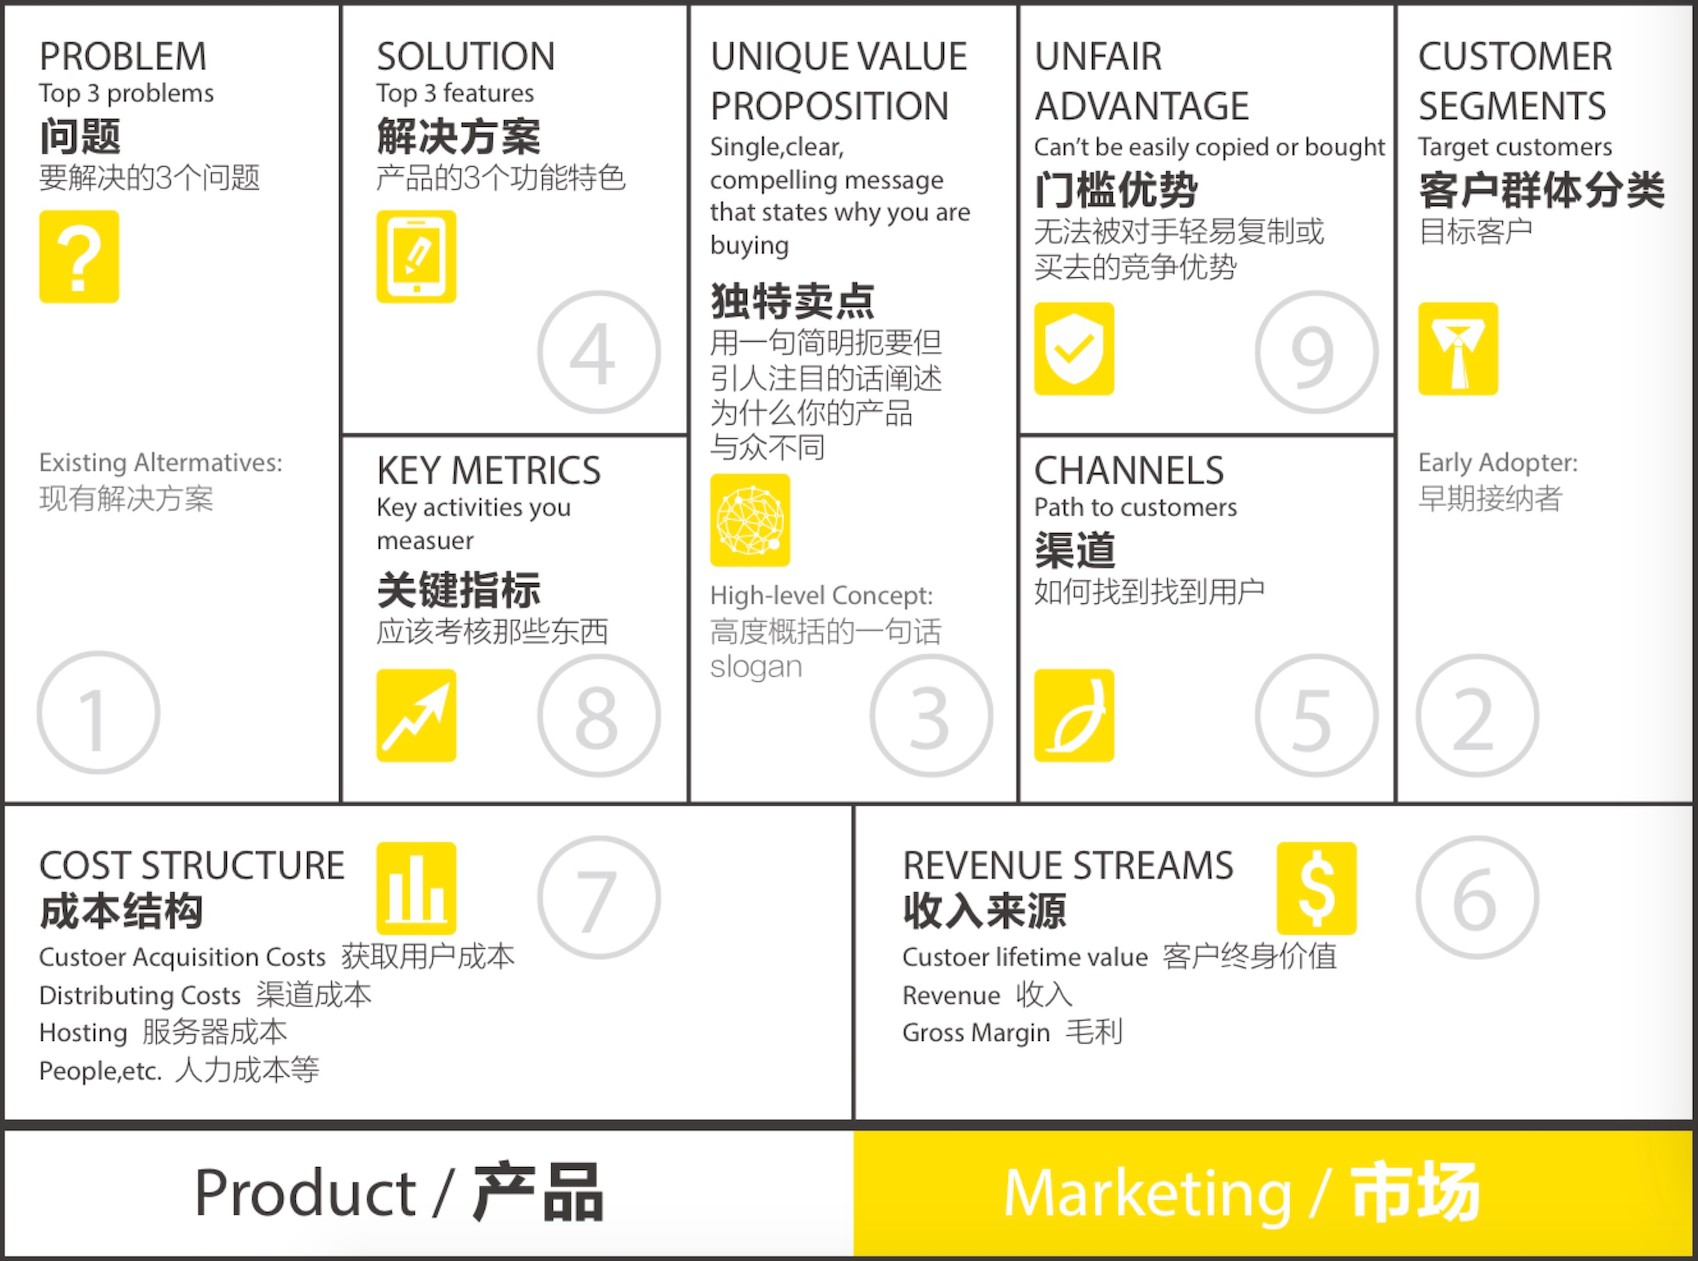 PROBLEM
Top 3 problems
问题
要解决的3个问题
Existing Altermatives:
现有解决方案
1
SOLUTION
Top 3 features
解决方案
产品的3个功能特色
4
KEY METRICS
Key activities you
measuer
关键指标
应该考核那些东西
8
UNIQUE VALUE
PROPOSITION
Single,clear,
compelling message
that states why you are
buying
独特卖点
用一句简明扼要但
引人注目的话阐述
为什么你的产品
与众不同
High-level Concept:
高度概括的一句话
slogan
3
UNFAIR
ADVANTAGE
Can't be easily copied or bought
门槛优势
无法被对手轻易复制或
买去的竞争优势
9
CHANNELS
Path to customers
渠道
如何找到找到用户
5
CUSTOMER
SEGMENTS
Target customers
客户群体分类
目标客户
Early Adopter:
早期接纳者
2
COST STRUCTURE
成本结构
Custoer Acquisition Costs 获取用户成本
Distributing Costs 渠道成本
Hosting 服务器成本
People,etc. 人力成本等
7
REVENUE STREAMS
收入来源
Custoer lifetime value 客户终身价值
Revenue 收入
Gross Margin 毛利
$
6
Product / 产品
Marketing / 市场